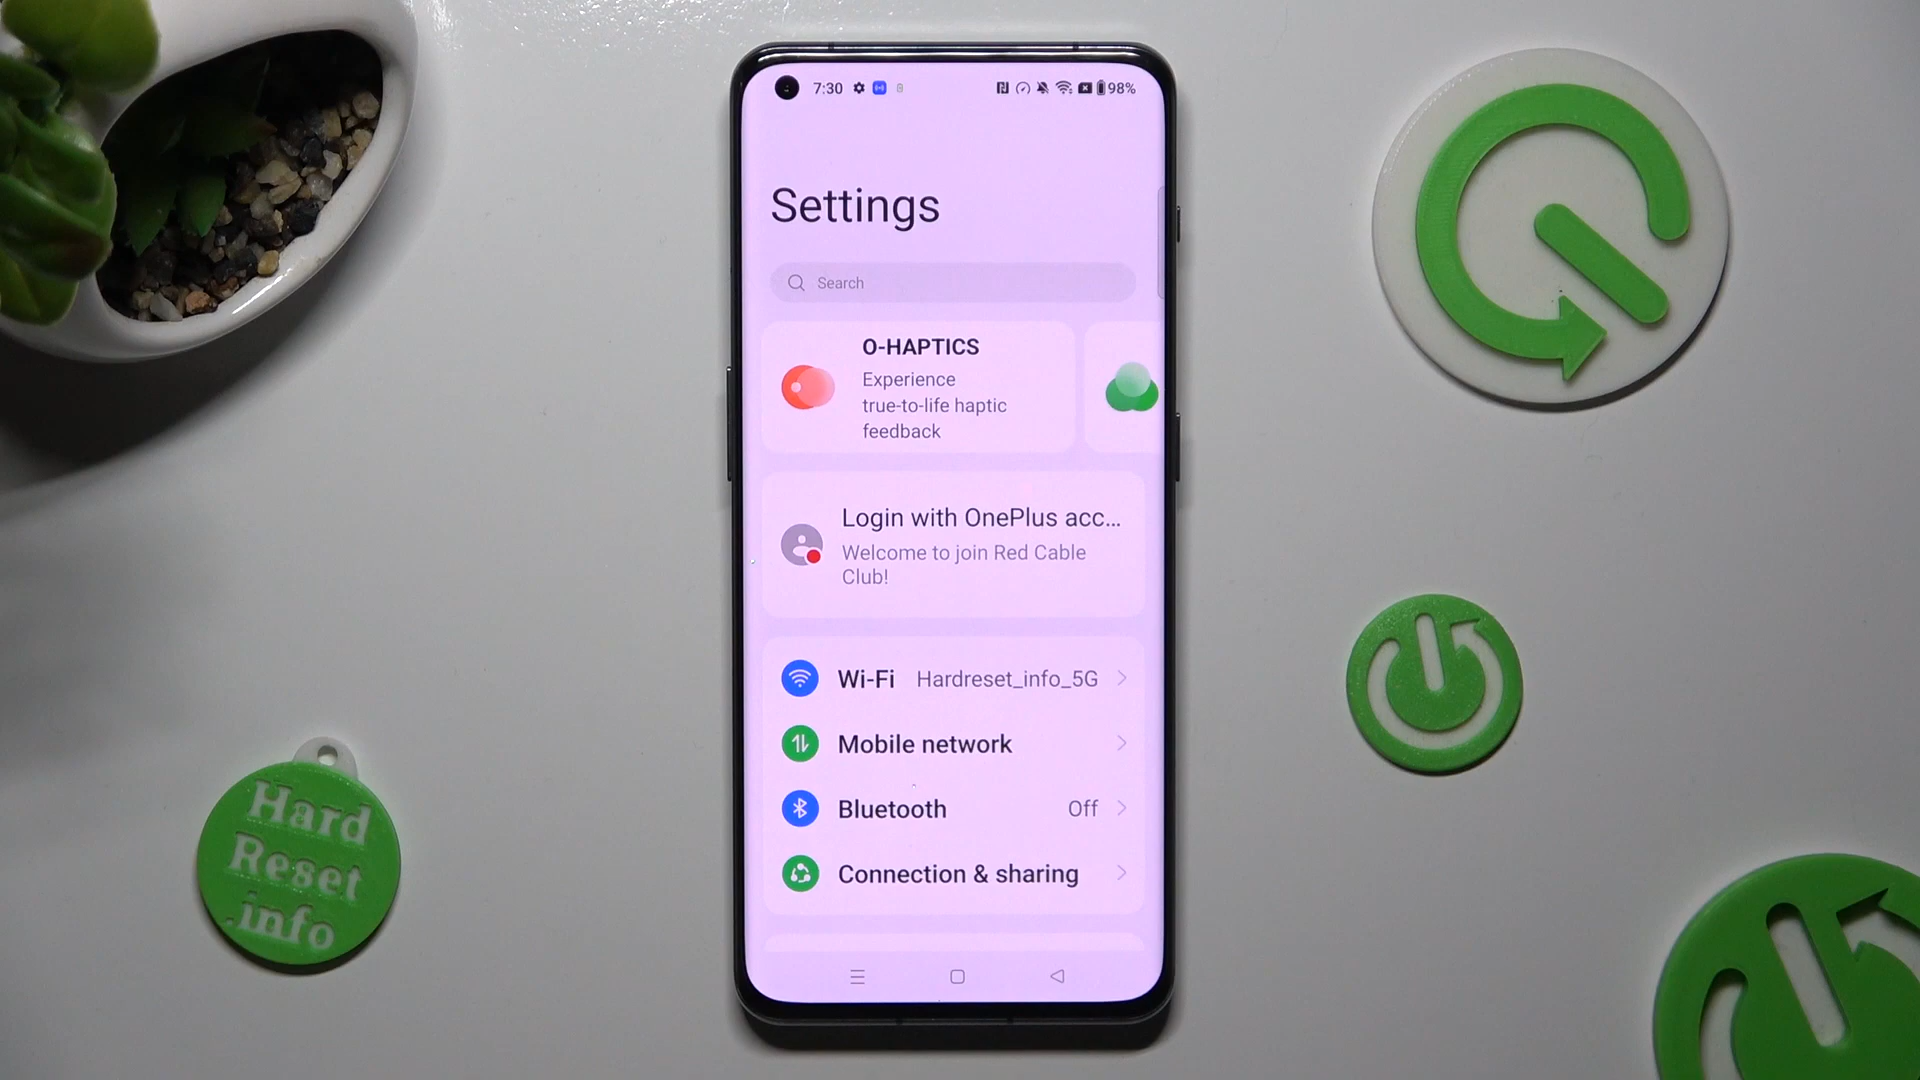 7:30
98%
Settings
Search
O-HAPTICS
Experience
true-to-life haptic
feedback
Login with OnePlus acc...
Welcome to join Red Cable
Club!
Wi-Fi Hardreset_info_5G
Mobile network
Bluetooth Off
Connection & sharing
Hard
Reset
.info